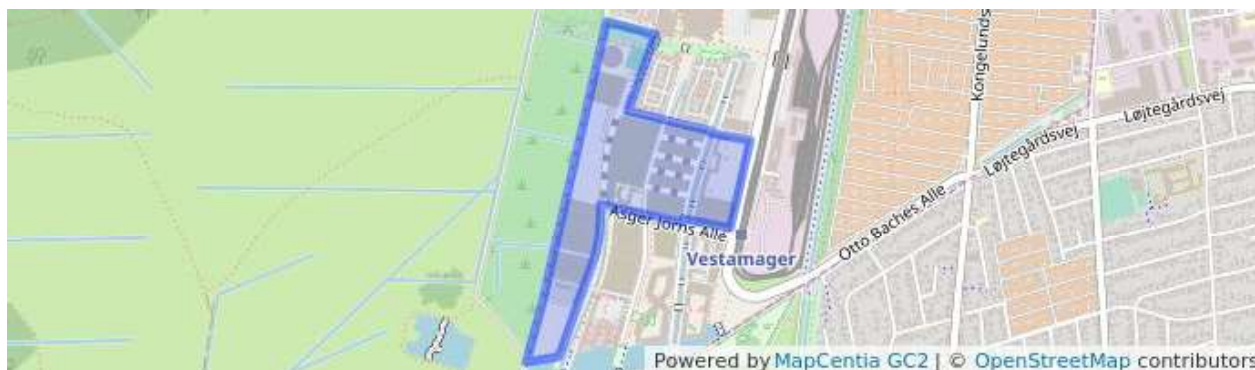 Kongelunds
Løjtegårdsvej
Løjtegårdsvej
Otto Baches Alle
Asger Jorns Alle
Vestamager
Powered by MapCentia GC2 | © OpenStreetMap contributors